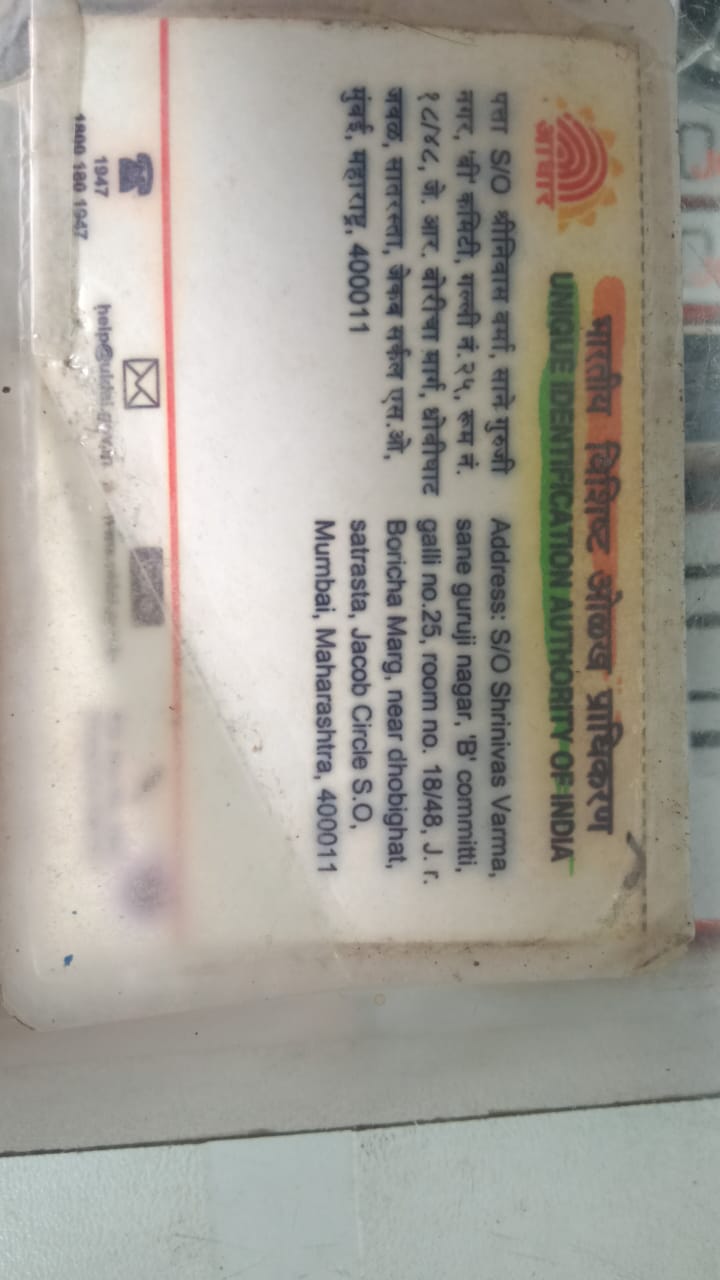 भारतीय विशिष्ट ओळख प्राधिकरण
UNIQUE IDENTIFICATION AUTHORITY OF INDIA
आधार
पत्ता S/O श्रीनिवास वर्मा, साने गुरुजी
नगर, 'बी' कमिटी, गल्ली नं.२५, रूम नं.
१८/४८, जे. आर. बोरीचा मार्ग, धोबीघाट
जवळ, सातरस्ता, जेकब सर्कल एस.ओ,
मुंबई, महाराष्ट्र, 400011
Address: S/O Shrinivas Varma,
sane guruji nagar, 'B' committi,
galli no.25, room no. 18/48, J. r.
Boricha Marg, near dhobighat,
satrasta, Jacob Circle S.O,
Mumbai, Maharashtra, 400011
1947
1800 180 1947
help@uidai.gov.in